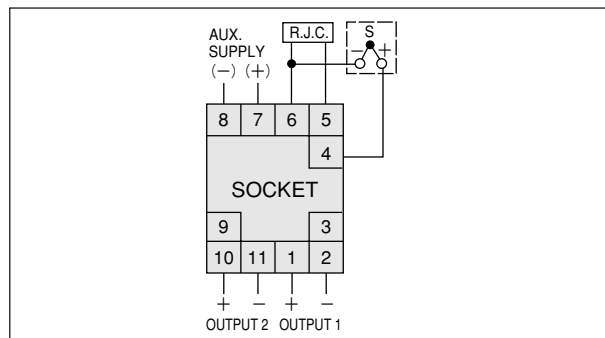 AUX. SUPPLY
(−) (+)
R.J.C.
S
− +
8 7 6 5
4
SOCKET
9 3
10 11 1 2
+ − + −
OUTPUT 2 OUTPUT 1